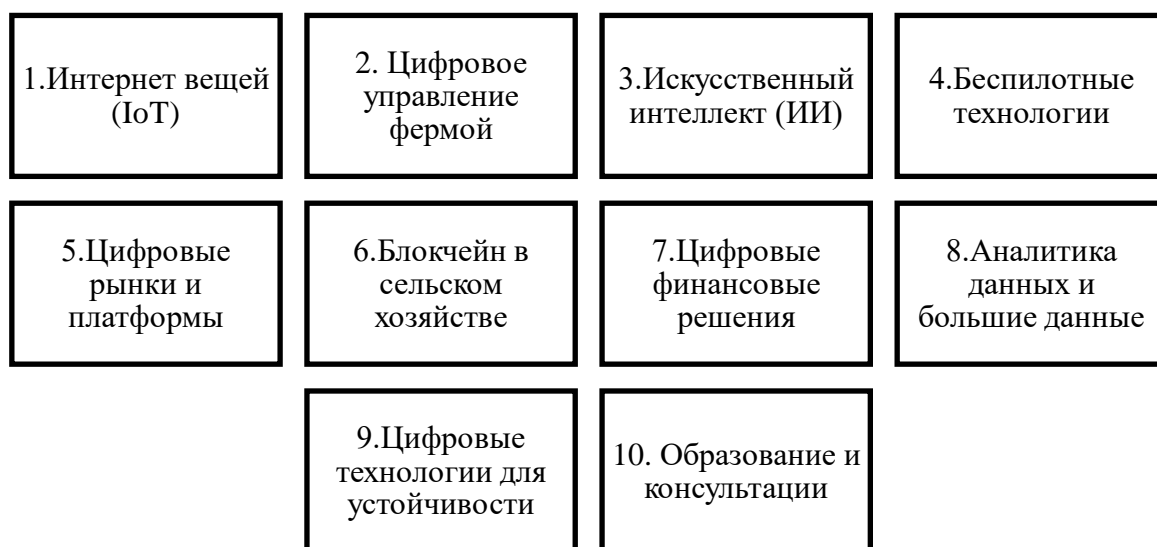 1.Интернет вещей
(IoT)
2. Цифровое
управление
фермой
3.Искусственный
интеллект (ИИ)
4.Беспилотные
технологии
5.Цифровые
рынки и
платформы
6.Блокчейн в
сельском
хозяйстве
7.Цифровые
финансовые
решения
8.Аналитика
данных и
большие данные
9.Цифровые
технологии для
устойчивости
10. Образование и
консультации